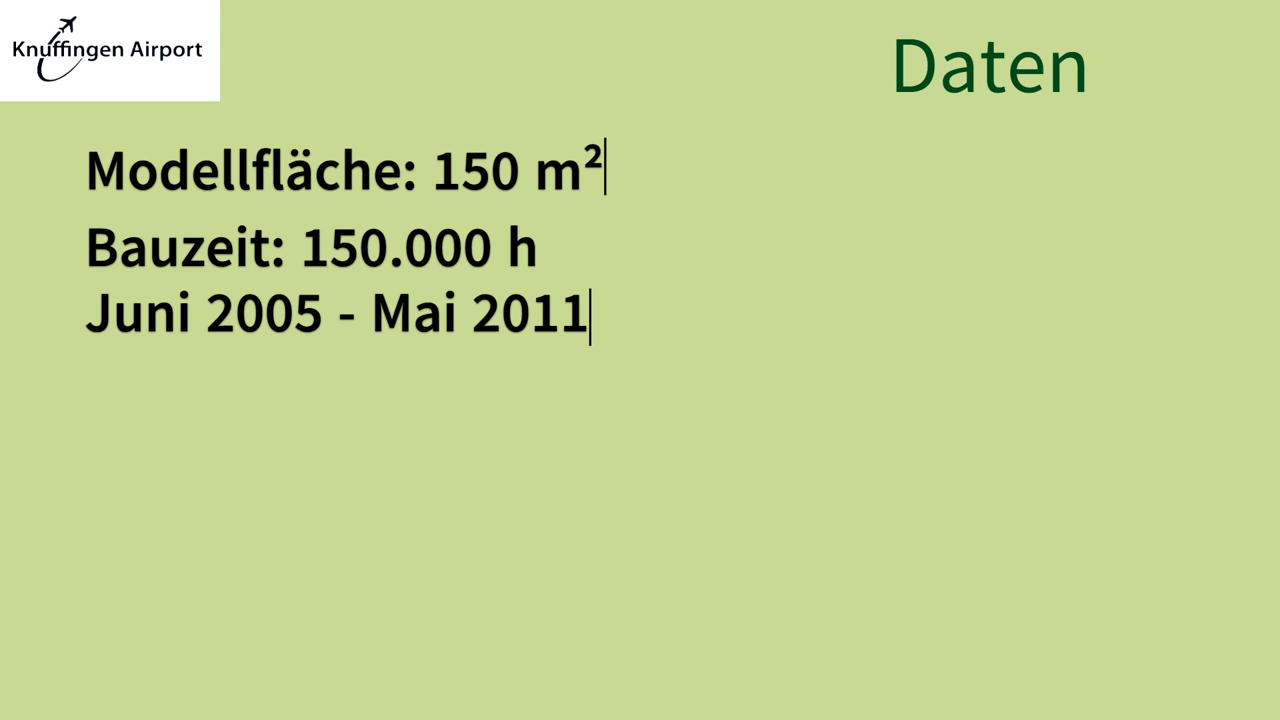 Knuffingen Airport
Daten
Modellfläche: 150 m²
Bauzeit: 150.000 h
Juni 2005 - Mai 2011